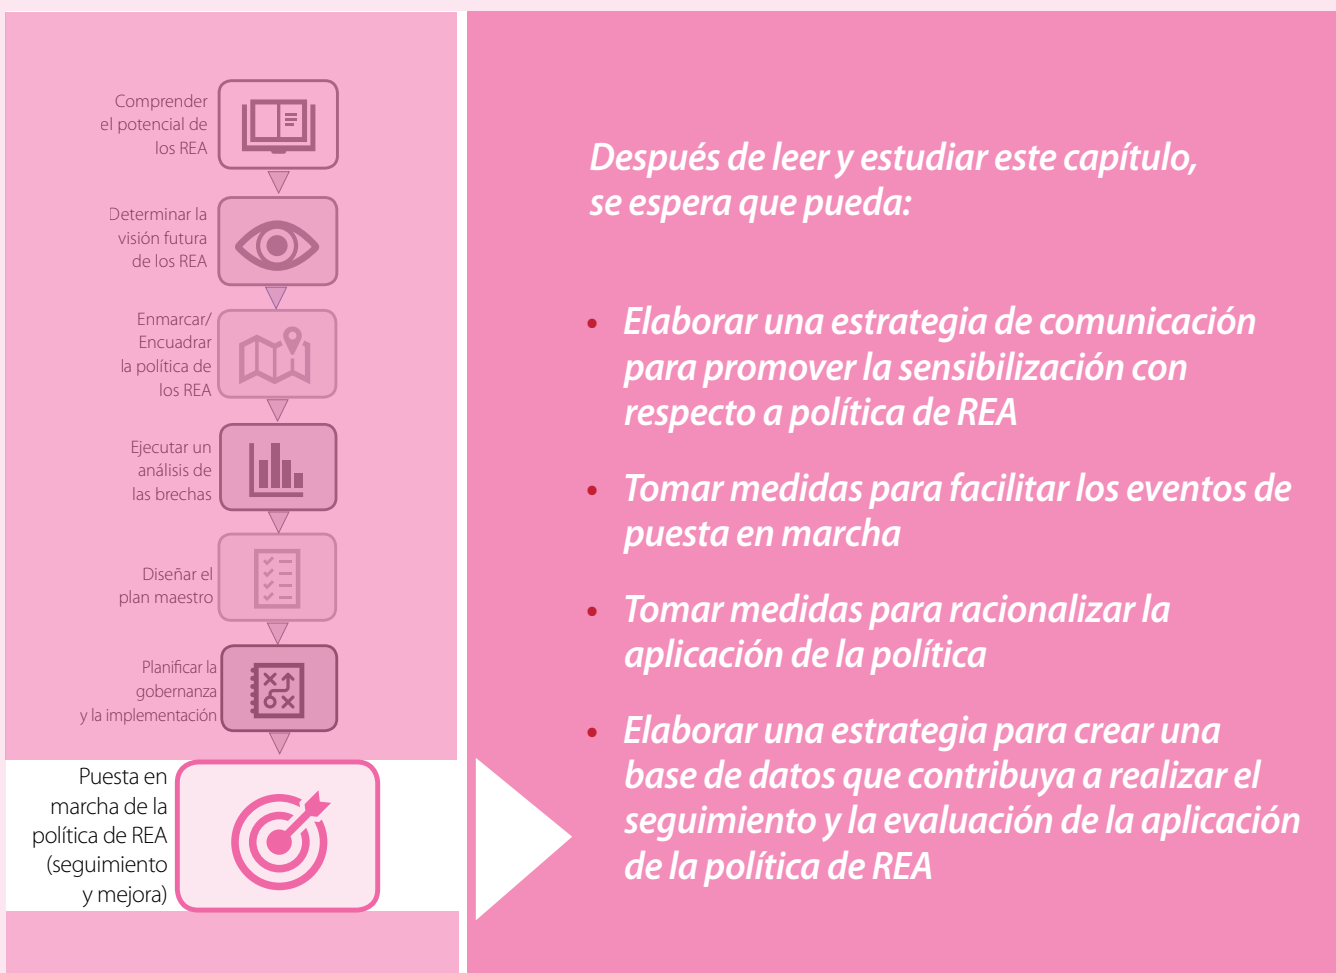 Comprender
el potencial de
los REA
Determinar la
visión futura
de los REA
Enmarcar/
Encuadrar
la política de
los REA
Ejecutar un
análisis de
las brechas
Diseñar el
plan maestro
Planificar la
gobernanza
y la implementación
Puesta en
marcha de la
política de REA
(seguimiento
y mejora)
Después de leer y estudiar este capítulo,
se espera que pueda:
• Elaborar una estrategia de comunicación
para promover la sensibilización con
respecto a política de REA
• Tomar medidas para facilitar los eventos de
puesta en marcha
• Tomar medidas para racionalizar la
aplicación de la política
• Elaborar una estrategia para crear una
base de datos que contribuya a realizar el
seguimiento y la evaluación de la aplicación
de la política de REA